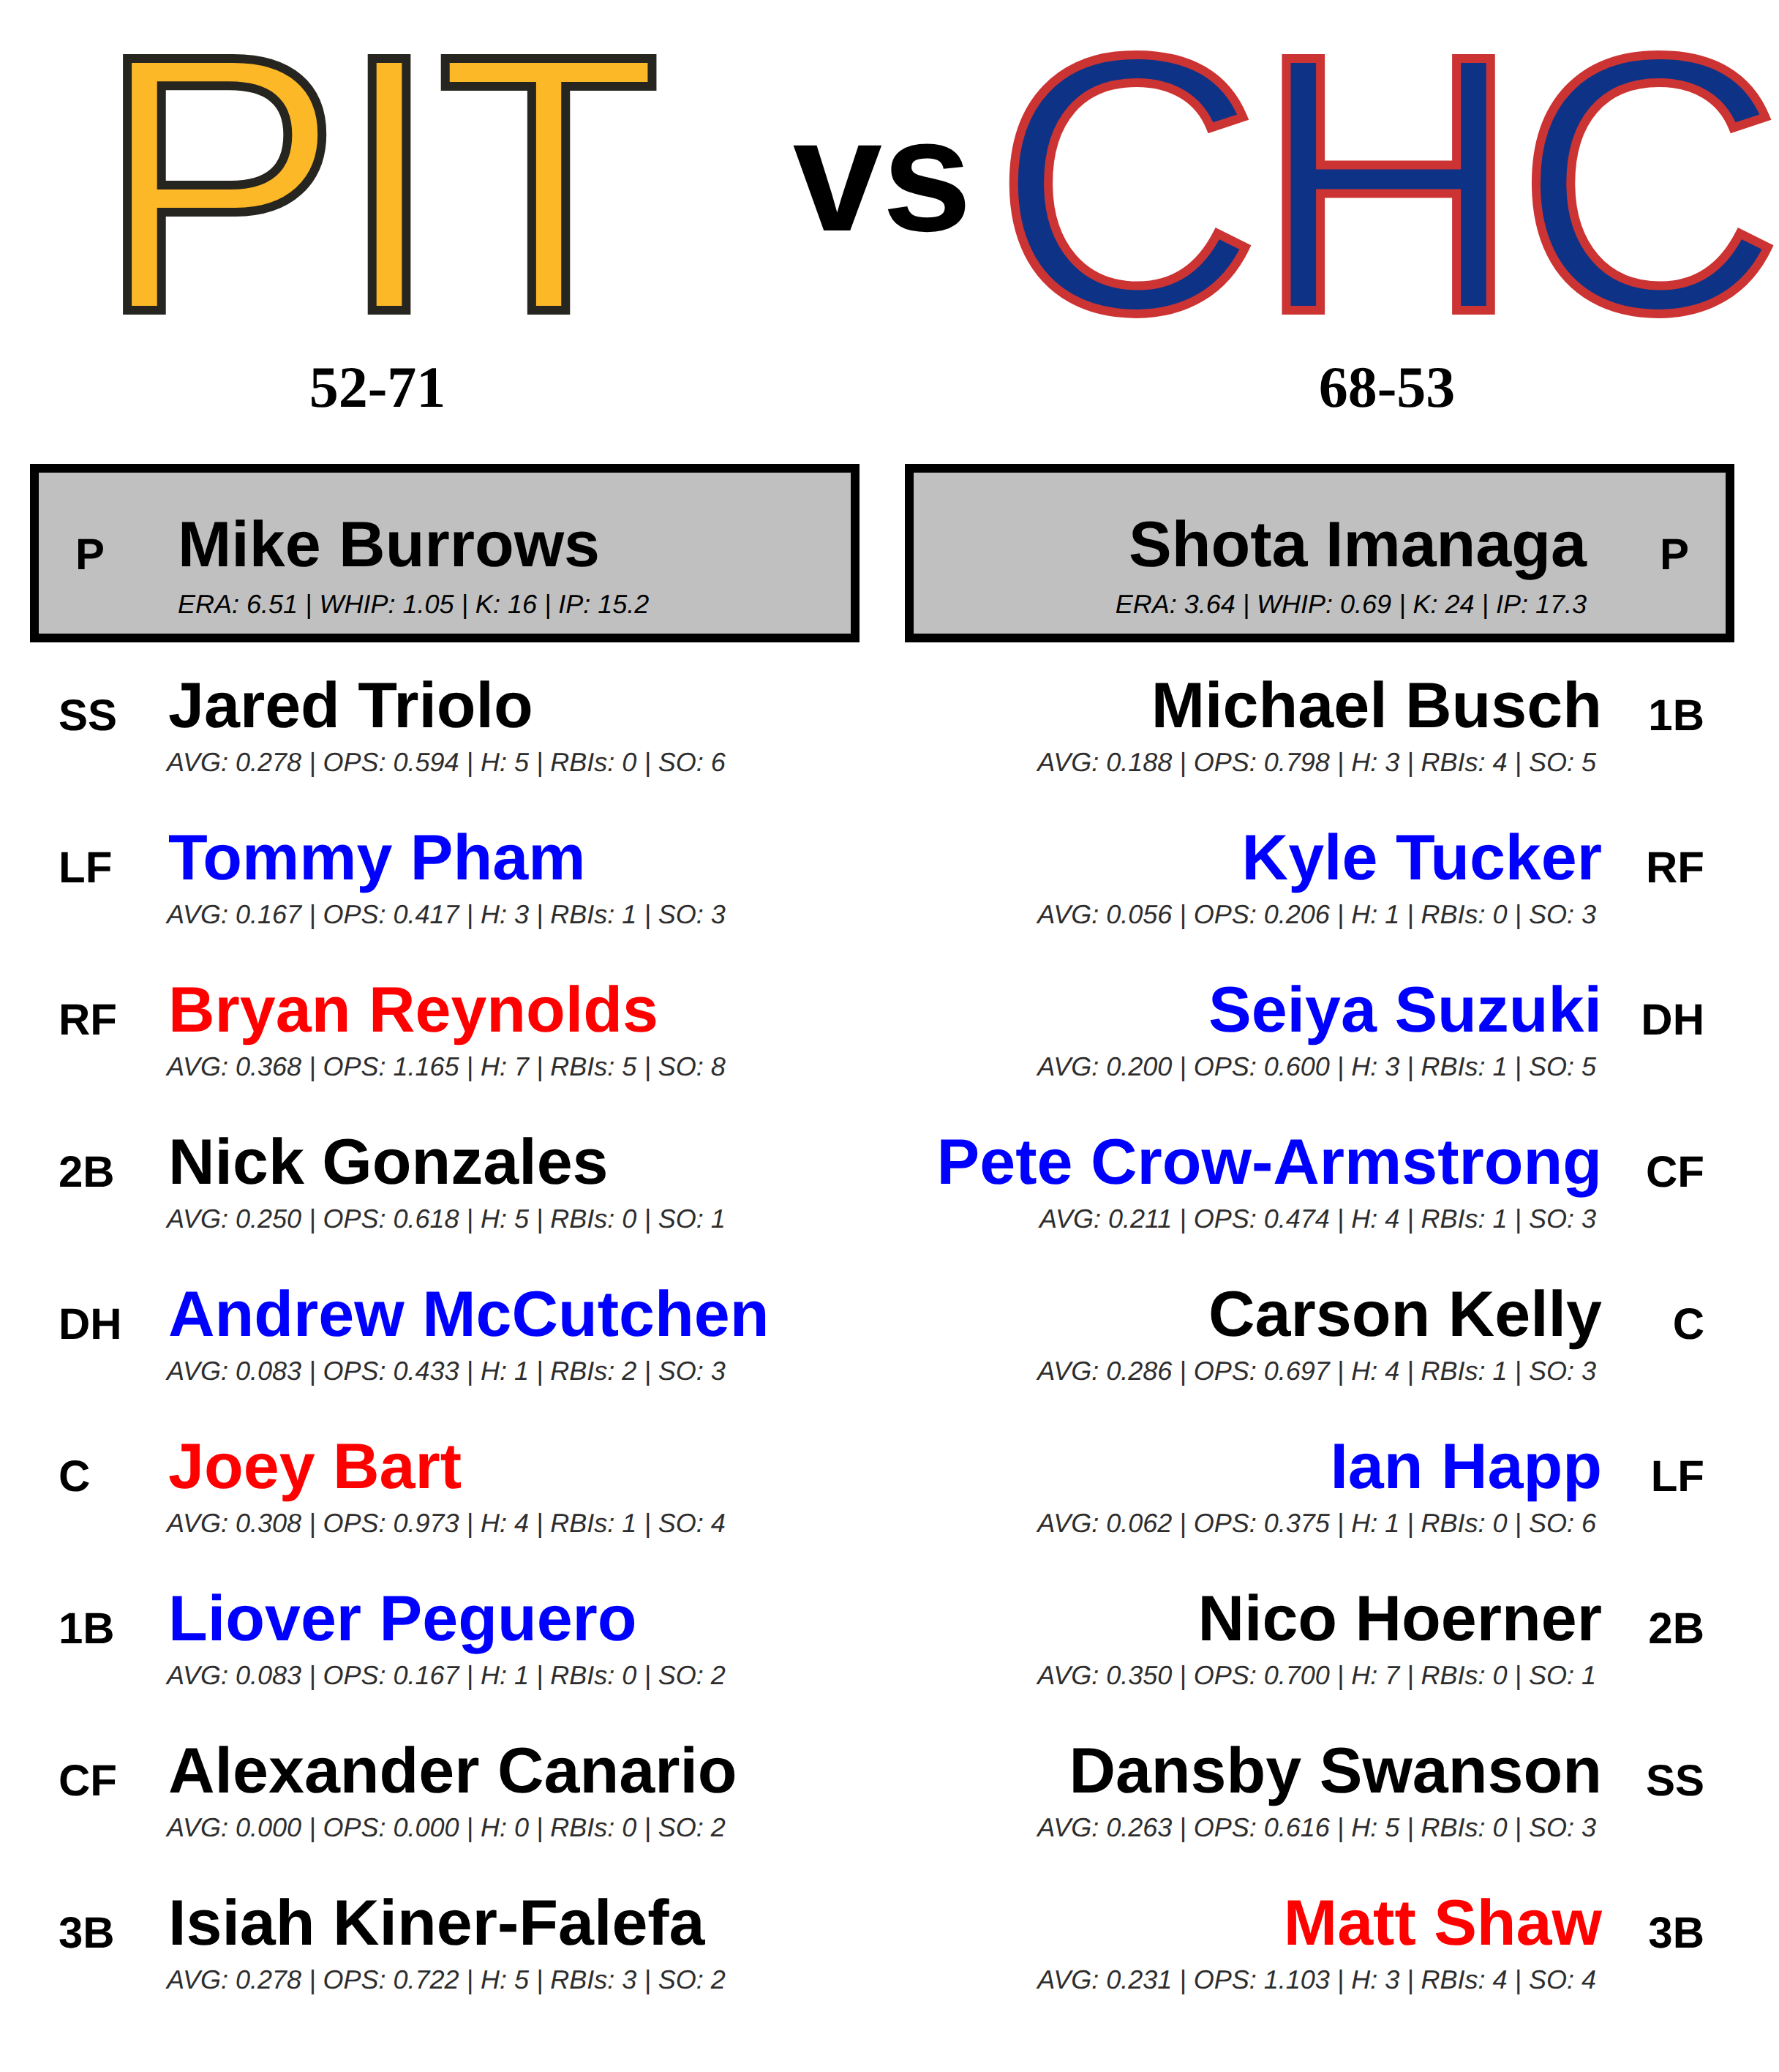 PIT vs CHC
52-71
68-53
P Mike Burrows
ERA: 6.51 | WHIP: 1.05 | K: 16 | IP: 15.2
Shota Imanaga P
ERA: 3.64 | WHIP: 0.69 | K: 24 | IP: 17.3
SS Jared Triolo
AVG: 0.278 | OPS: 0.594 | H: 5 | RBIs: 0 | SO: 6
LF Tommy Pham
AVG: 0.167 | OPS: 0.417 | H: 3 | RBIs: 1 | SO: 3
RF Bryan Reynolds
AVG: 0.368 | OPS: 1.165 | H: 7 | RBIs: 5 | SO: 8
2B Nick Gonzales
AVG: 0.250 | OPS: 0.618 | H: 5 | RBIs: 0 | SO: 1
DH Andrew McCutchen
AVG: 0.083 | OPS: 0.433 | H: 1 | RBIs: 2 | SO: 3
C Joey Bart
AVG: 0.308 | OPS: 0.973 | H: 4 | RBIs: 1 | SO: 4
1B Liover Peguero
AVG: 0.083 | OPS: 0.167 | H: 1 | RBIs: 0 | SO: 2
CF Alexander Canario
AVG: 0.000 | OPS: 0.000 | H: 0 | RBIs: 0 | SO: 2
3B Isiah Kiner-Falefa
AVG: 0.278 | OPS: 0.722 | H: 5 | RBIs: 3 | SO: 2
Michael Busch 1B
AVG: 0.188 | OPS: 0.798 | H: 3 | RBIs: 4 | SO: 5
Kyle Tucker RF
AVG: 0.056 | OPS: 0.206 | H: 1 | RBIs: 0 | SO: 3
Seiya Suzuki DH
AVG: 0.200 | OPS: 0.600 | H: 3 | RBIs: 1 | SO: 5
Pete Crow-Armstrong CF
AVG: 0.211 | OPS: 0.474 | H: 4 | RBIs: 1 | SO: 3
Carson Kelly C
AVG: 0.286 | OPS: 0.697 | H: 4 | RBIs: 1 | SO: 3
Ian Happ LF
AVG: 0.062 | OPS: 0.375 | H: 1 | RBIs: 0 | SO: 6
Nico Hoerner 2B
AVG: 0.350 | OPS: 0.700 | H: 7 | RBIs: 0 | SO: 1
Dansby Swanson SS
AVG: 0.263 | OPS: 0.616 | H: 5 | RBIs: 0 | SO: 3
Matt Shaw 3B
AVG: 0.231 | OPS: 1.103 | H: 3 | RBIs: 4 | SO: 4